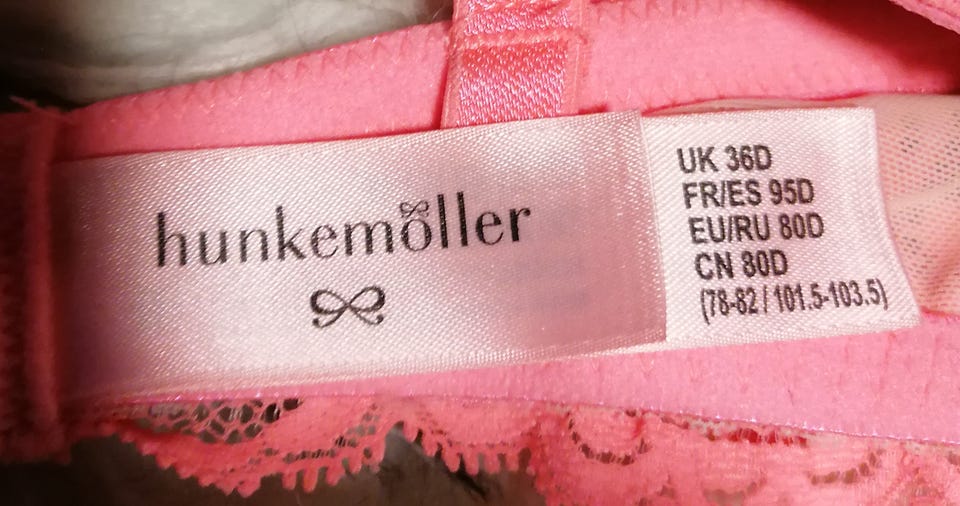 hunkemöller
UK 36D
FR/ES 95D
EU/RU 80D
CN 80D
(78-82 / 101.5-103.5)